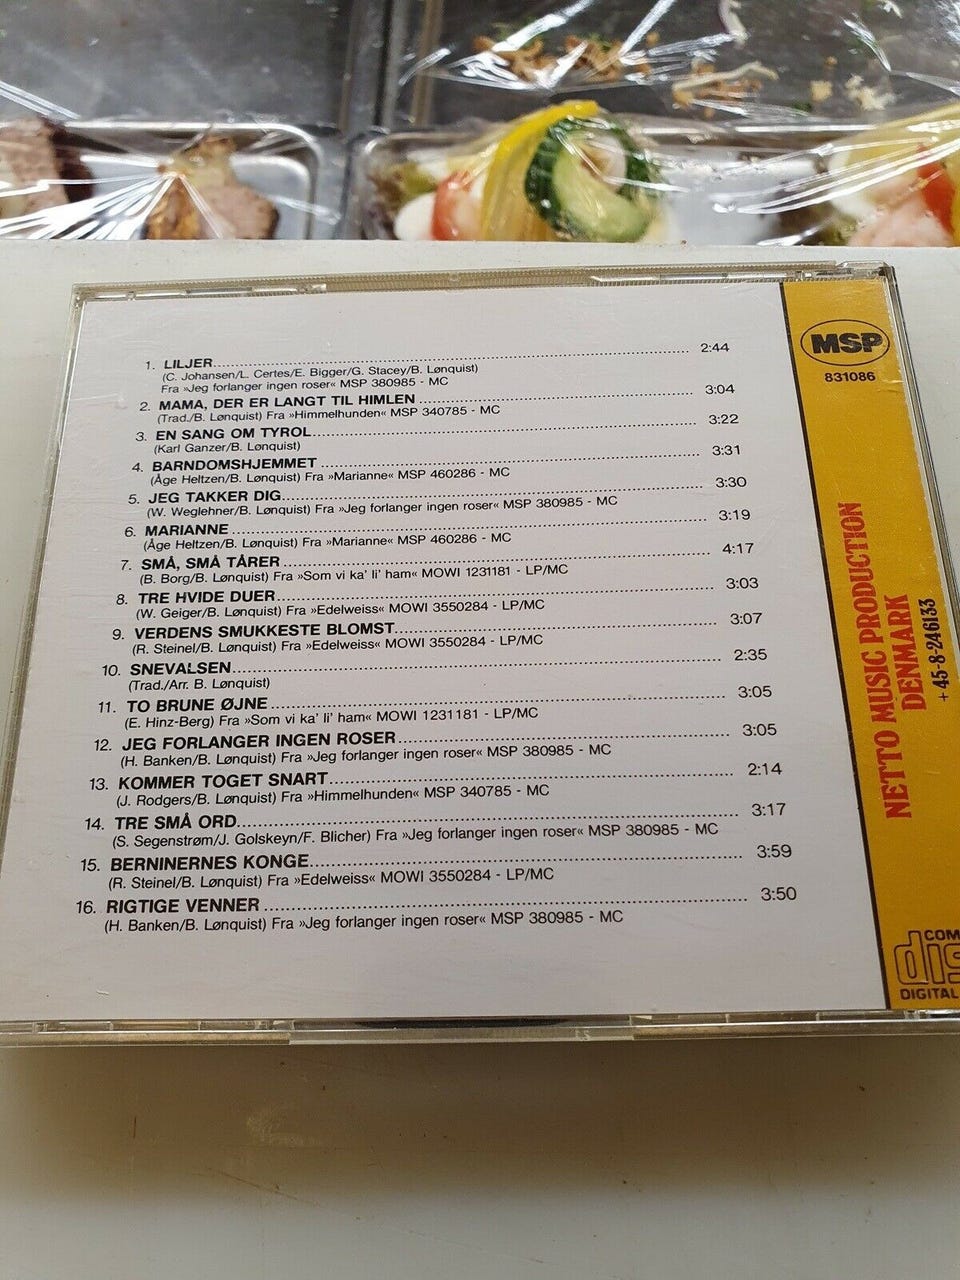 1. LILJER 2:44
(C. Johansen/L. Certes/E. Bigger/G. Stacey/B. Lønquist)
Fra »Jeg forlanger ingen roser« MSP 380985 - MC
2. MAMA, DER ER LANGT TIL HIMLEN 3:04
(Trad./B. Lønquist) Fra »Himmelhunden« MSP 340785 - MC
3. EN SANG OM TYROL 3:22
(Karl Ganzer/B. Lønquist)
4. BARNDOMSHJEMMET 3:31
(Åge Heltzen/B. Lønquist) Fra »Marianne« MSP 460286 - MC
5. JEG TAKKER DIG 3:30
(W. Weglehner/B. Lønquist) Fra »Jeg forlanger ingen roser« MSP 380985 - MC
6. MARIANNE 3:19
(Åge Heltzen/B. Lønquist) Fra »Marianne« MSP 460286 - MC
7. SMÅ, SMÅ TÅRER 4:17
(B. Borg/B. Lønquist) Fra »Som vi ka' li' ham« MOWI 1231181 - LP/MC
8. TRE HVIDE DUER 3:03
(W. Geiger/B. Lønquist) Fra »Edelweiss« MOWI 3550284 - LP/MC
9. VERDENS SMUKKESTE BLOMST 3:07
(R. Steinel/B. Lønquist) Fra »Edelweiss« MOWI 3550284 - LP/MC
10. SNEVALSEN 2:35
(Trad./Arr. B. Lønquist)
11. TO BRUNE ØJNE 3:05
(E. Hinz-Berg) Fra »Som vi ka' li' ham« MOWI 1231181 - LP/MC
12. JEG FORLANGER INGEN ROSER 3:05
(H. Banken/B. Lønquist) Fra »Jeg forlanger ingen roser« MSP 380985 - MC
13. KOMMER TOGET SNART 2:14
(J. Rodgers/B. Lønquist) Fra »Himmelhunden« MSP 340785 - MC
14. TRE SMÅ ORD 3:17
(S. Segenstrøm/J. Golskeyn/F. Blicher) Fra »Jeg forlanger ingen roser« MSP 380985 - MC
15. BERNINERNES KONGE 3:59
(R. Steinel/B. Lønquist) Fra »Edelweiss« MOWI 3550284 - LP/MC
16. RIGTIGE VENNER 3:50
(H. Banken/B. Lønquist) Fra »Jeg forlanger ingen roser« MSP 380985 - MC
MSP
831086
NETTO MUSIC PRODUCTION
DENMARK
+ 45-8-246133
COM
dis
DIGITAL